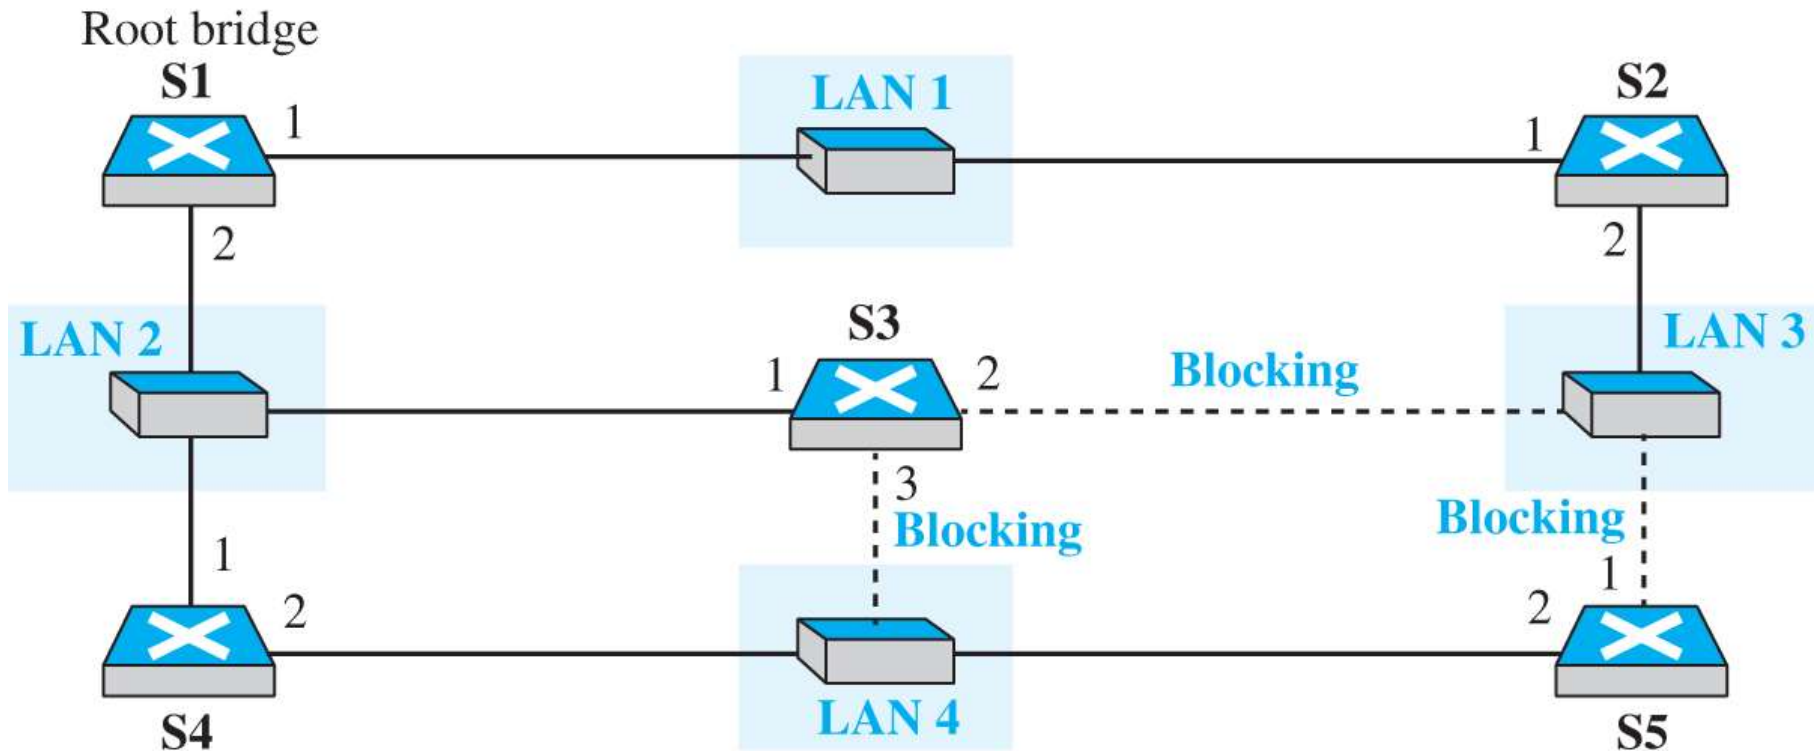 Root bridge
S1
LAN 1
S2
1
1
2
2
LAN 2
S3
LAN 3
1
2
Blocking
3
Blocking
Blocking
1
1
2
2
S4
LAN 4
S5